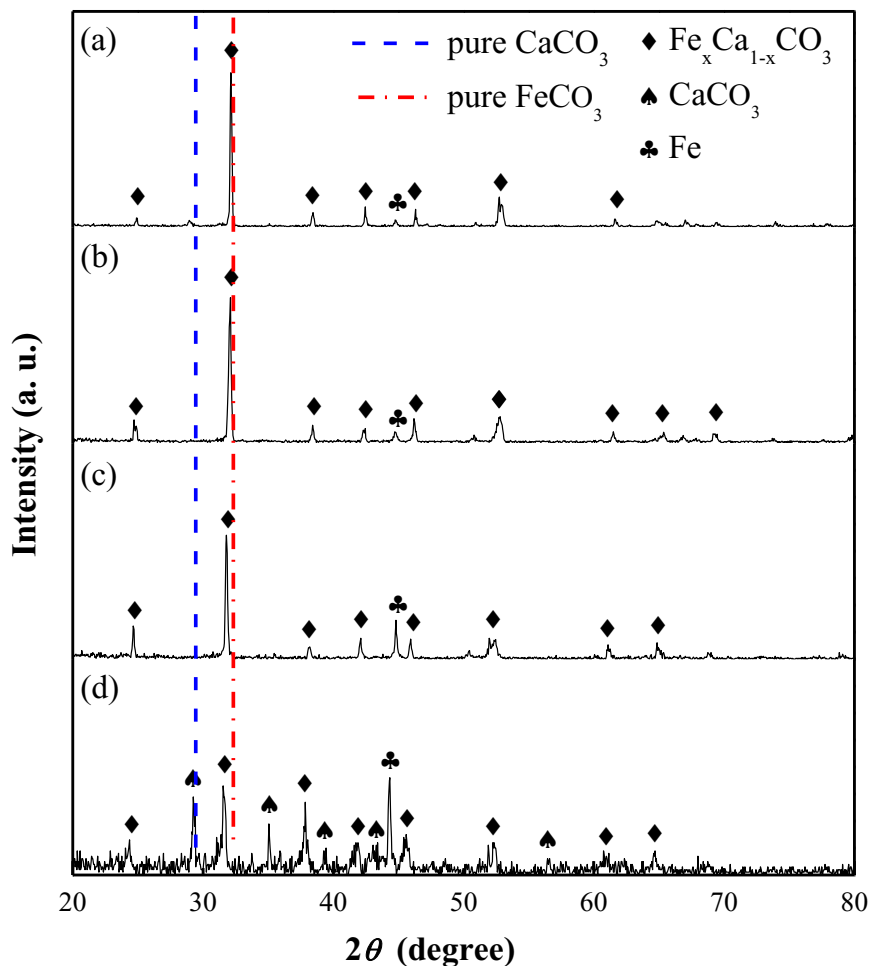 (a)
pure CaCO₃
♦ FeₓCa₁₋ₓCO₃
pure FeCO₃
♠ CaCO₃
♣ Fe
(b)
(c)
(d)
Intensity (a. u.)
20 30 40 50 60 70 80
2θ (degree)